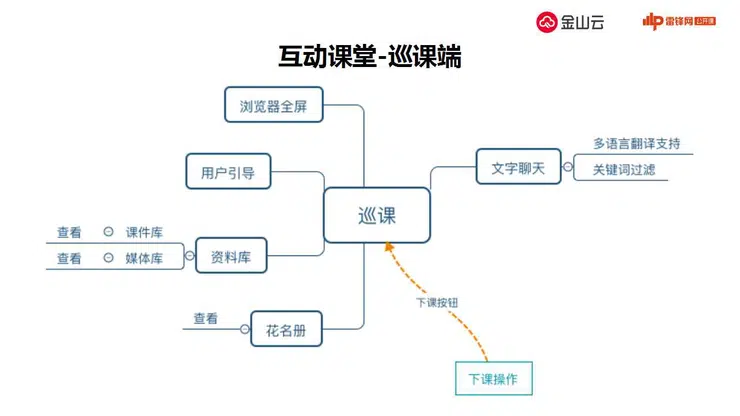 金山云
雷锋网
公开课
互动课堂-巡课端
浏览器全屏
用户引导
查看
课件库
查看
媒体库
资料库
查看
花名册
巡课
文字聊天
多语言翻译支持
关键词过滤
下课按钮
下课操作